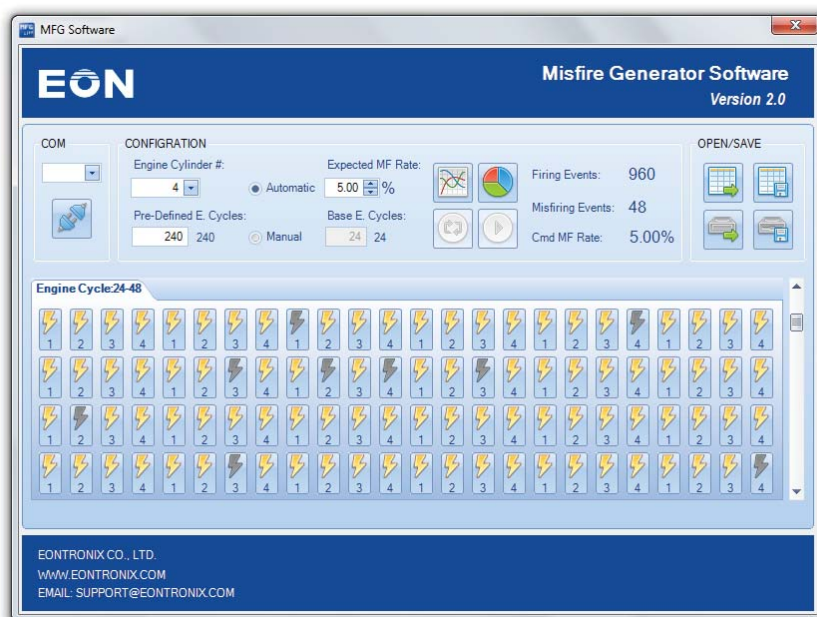 MFG Software
EON
Misfire Generator Software
Version 2.0
COM
CONFIGRATION
OPEN/SAVE
Engine Cylinder #:
4
Automatic
Expected MF Rate:
5.00 %
Pre-Defined E. Cycles:
240 240
Manual
Base E. Cycles:
24 24
Firing Events: 960
Misfiring Events: 48
Cmd MF Rate: 5.00%
Engine Cycle:24-48
1 2 3 4 1 2 3 4 1 2 3 4 1 2 3 4 1 2 3 4 1 2 3 4
1 2 3 4 1 2 3 4 1 2 3 4 1 2 3 4 1 2 3 4 1 2 3 4
1 2 3 4 1 2 3 4 1 2 3 4 1 2 3 4 1 2 3 4 1 2 3 4
1 2 3 4 1 2 3 4 1 2 3 4 1 2 3 4 1 2 3 4 1 2 3 4
EONTRONIX CO., LTD.
WWW.EONTRONIX.COM
EMAIL: SUPPORT@EONTRONIX.COM